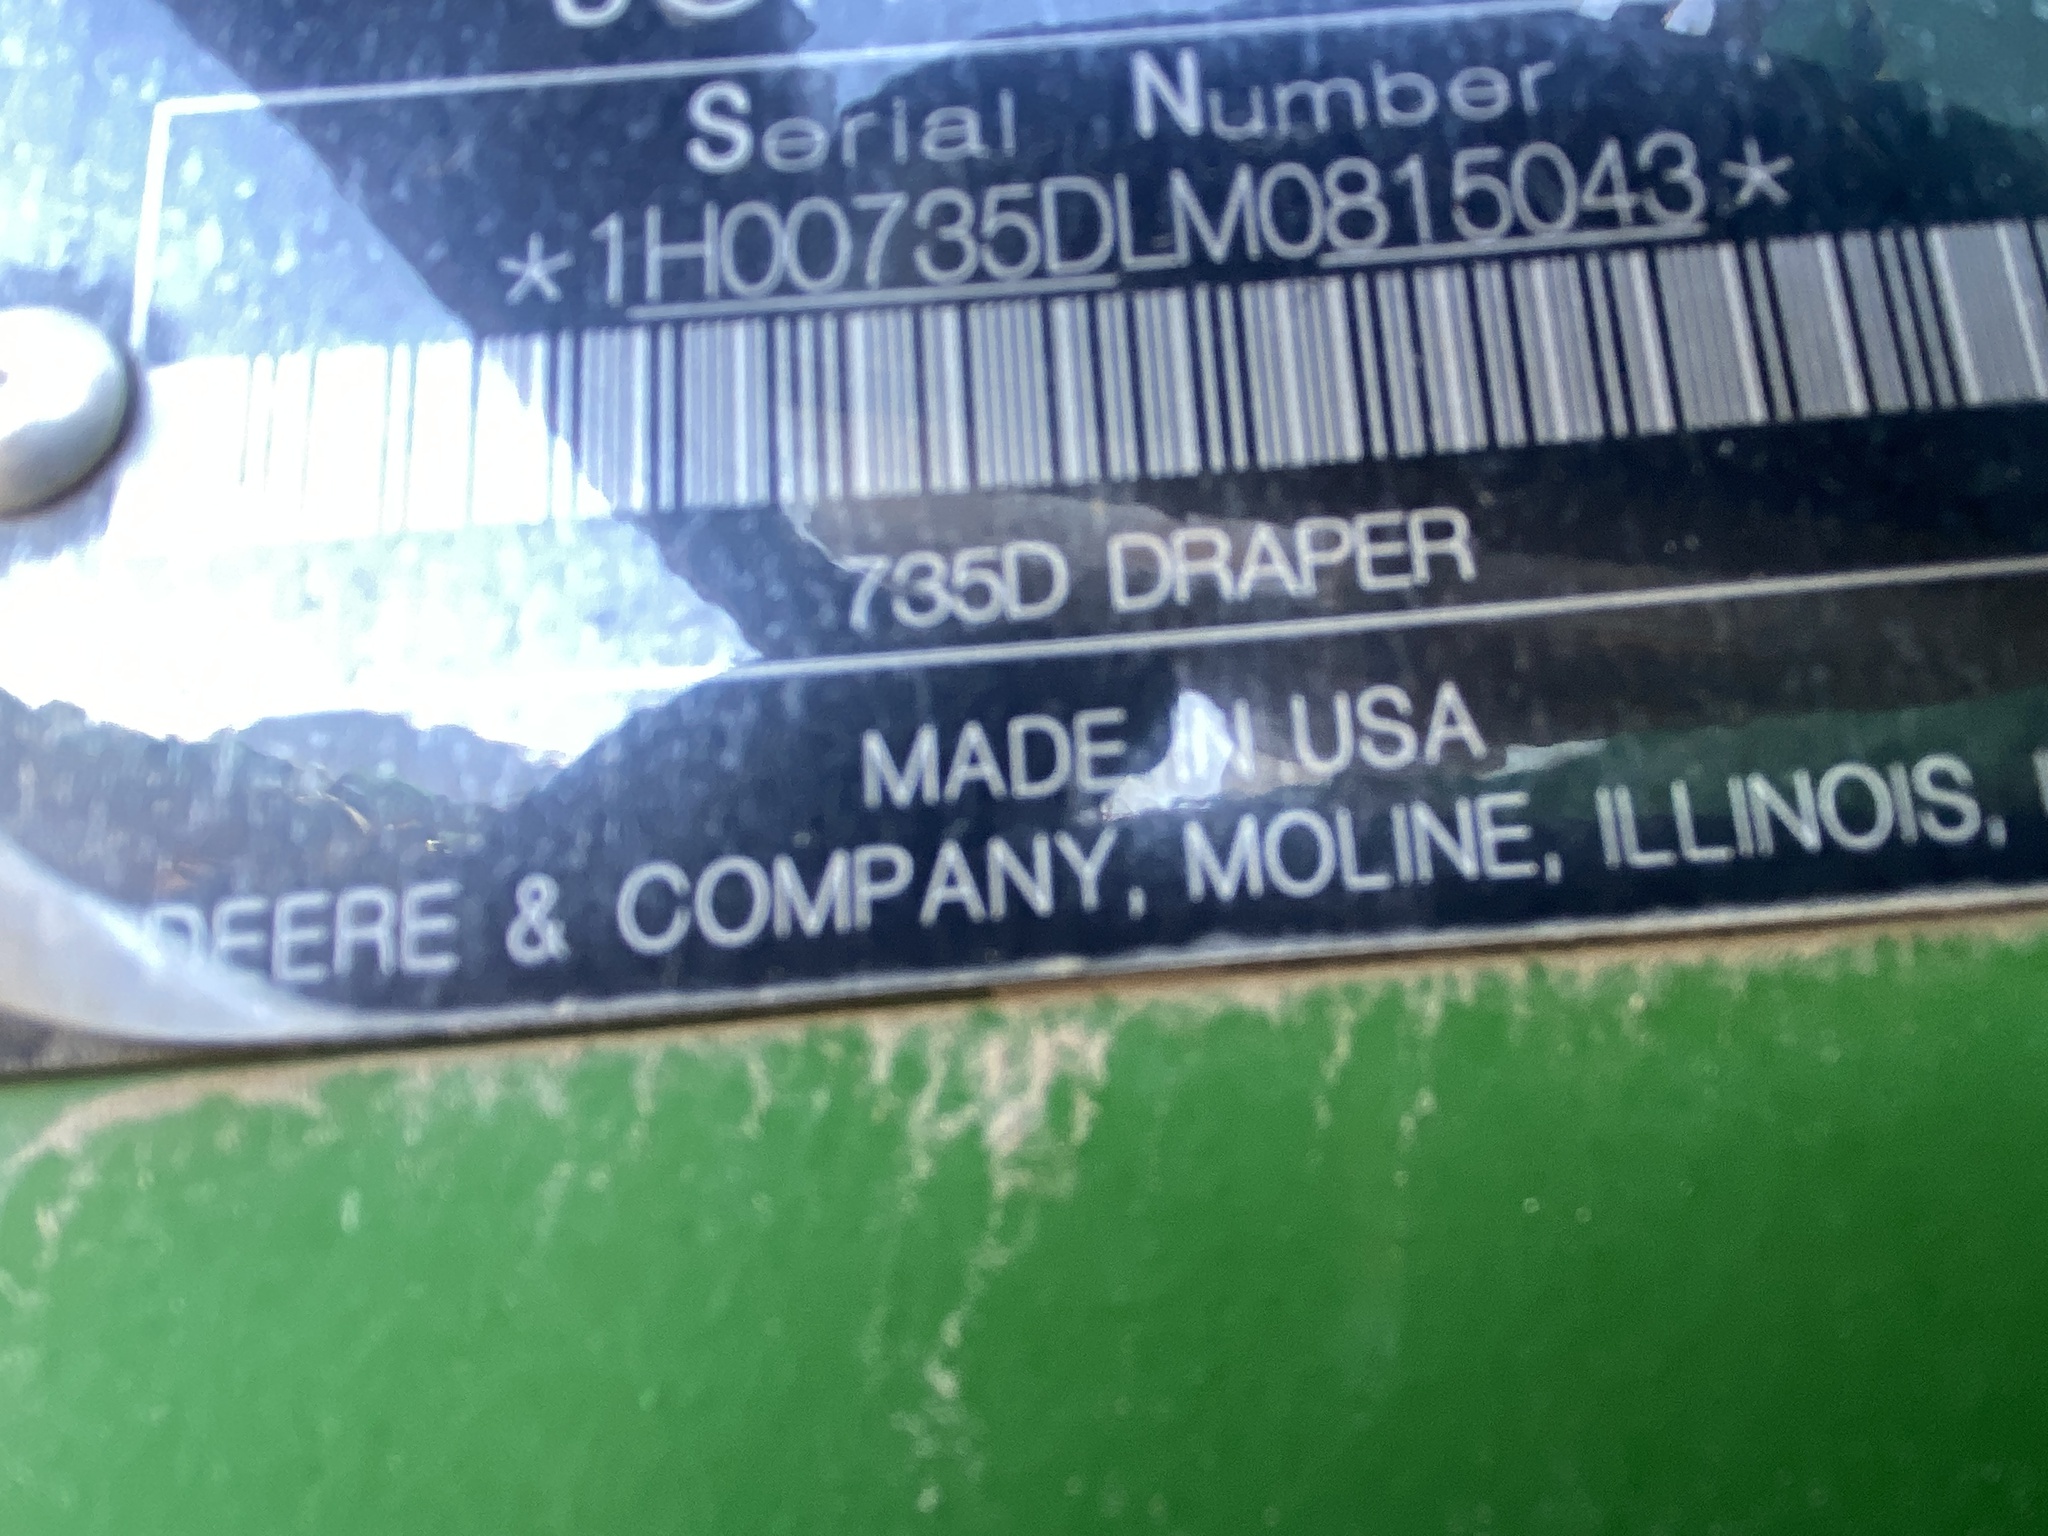 Serial Number
*1H00735DLM0815043*
735D DRAPER
MADE IN USA
DEERE & COMPANY, MOLINE, ILLINOIS,